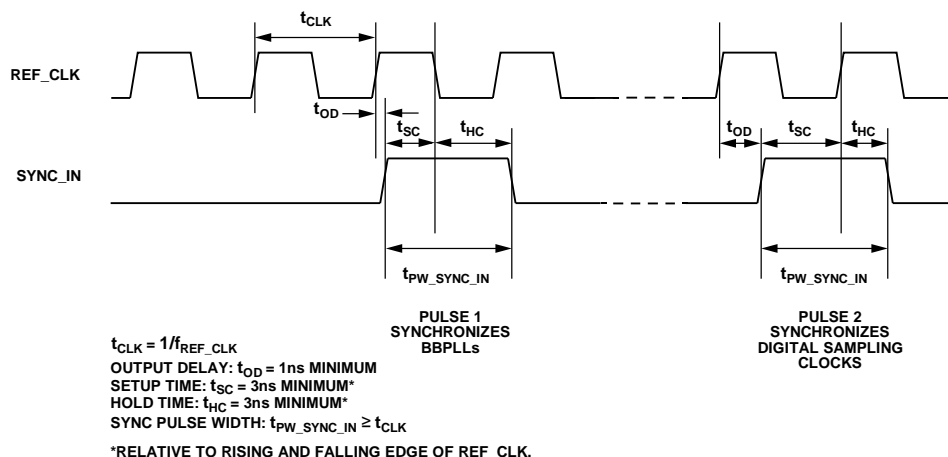 tCLK
REF_CLK
tOD
tSC
tHC
tOD
tSC
tHC
SYNC_IN
tPW_SYNC_IN
tPW_SYNC_IN
PULSE 1
SYNCHRONIZES
BBPLLs
PULSE 2
SYNCHRONIZES
DIGITAL SAMPLING
CLOCKS
tCLK = 1/fREF_CLK
OUTPUT DELAY: tOD = 1ns MINIMUM
SETUP TIME: tSC = 3ns MINIMUM*
HOLD TIME: tHC = 3ns MINIMUM*
SYNC PULSE WIDTH: tPW_SYNC_IN ≥ tCLK
*RELATIVE TO RISING AND FALLING EDGE OF REF_CLK.